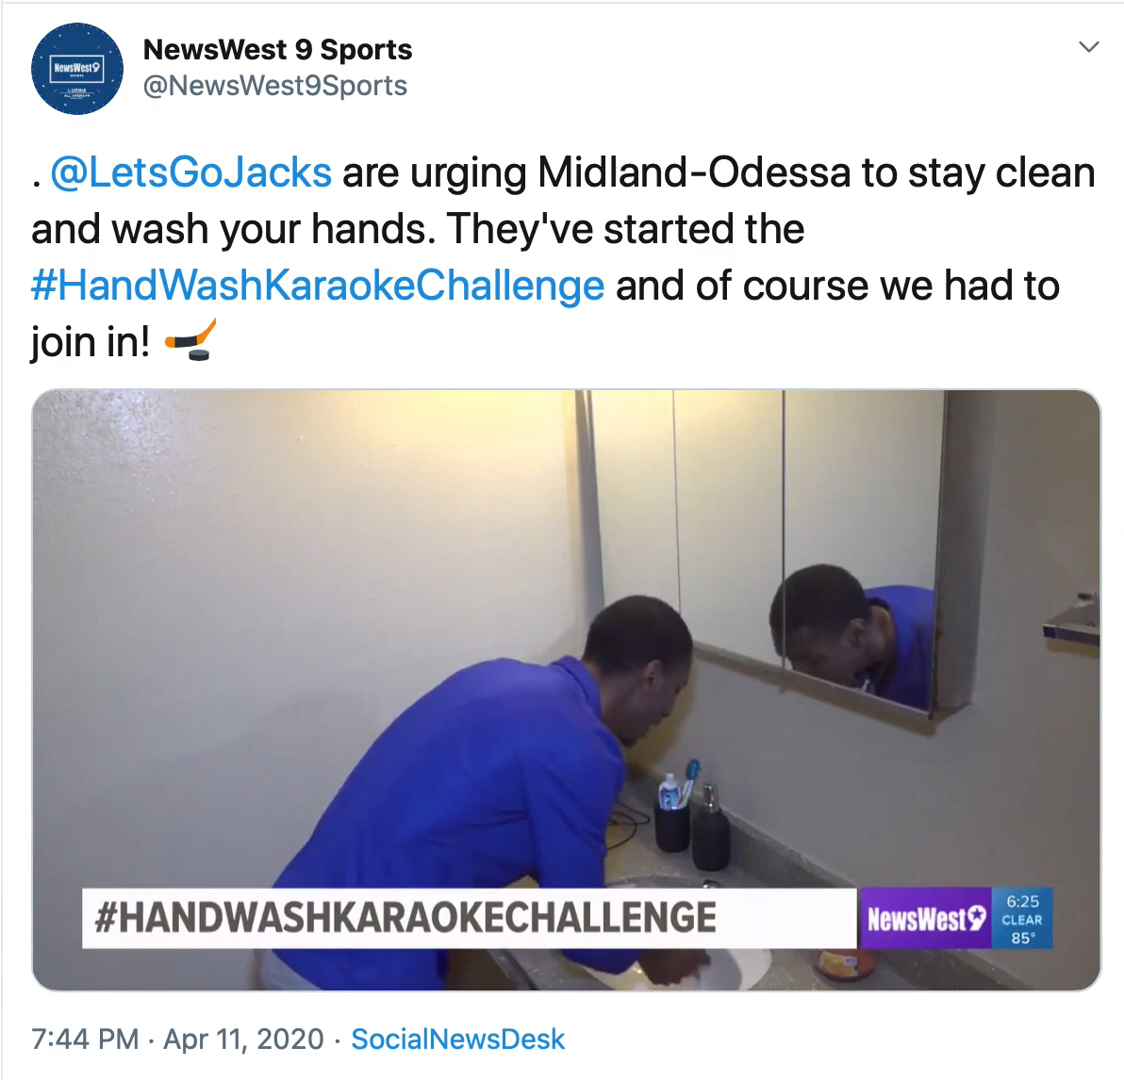 NewsWest 9 Sports
NewsWest9
@NewsWest9Sports
. @LetsGoJacks are urging Midland-Odessa to stay clean
and wash your hands. They've started the
#HandWashKaraokeChallenge and of course we had to
join in! 🏒
#HANDWASHKARAOKECHALLENGE
NewsWest9
6:25
CLEAR
85°
7:44 PM · Apr 11, 2020 · SocialNewsDesk